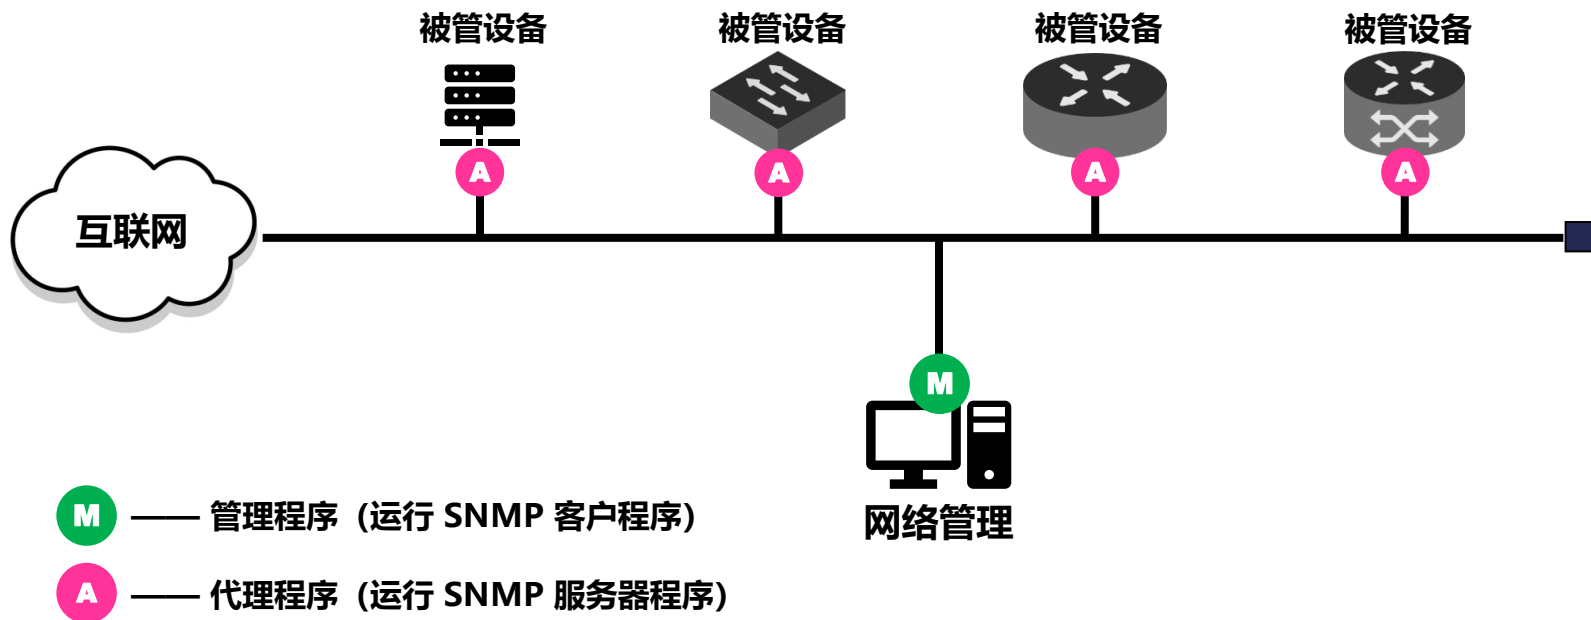 被管设备
被管设备
被管设备
被管设备
A
A
A
A
互联网
M
网络管理
M —— 管理程序（运行 SNMP 客户程序）
A —— 代理程序（运行 SNMP 服务器程序）